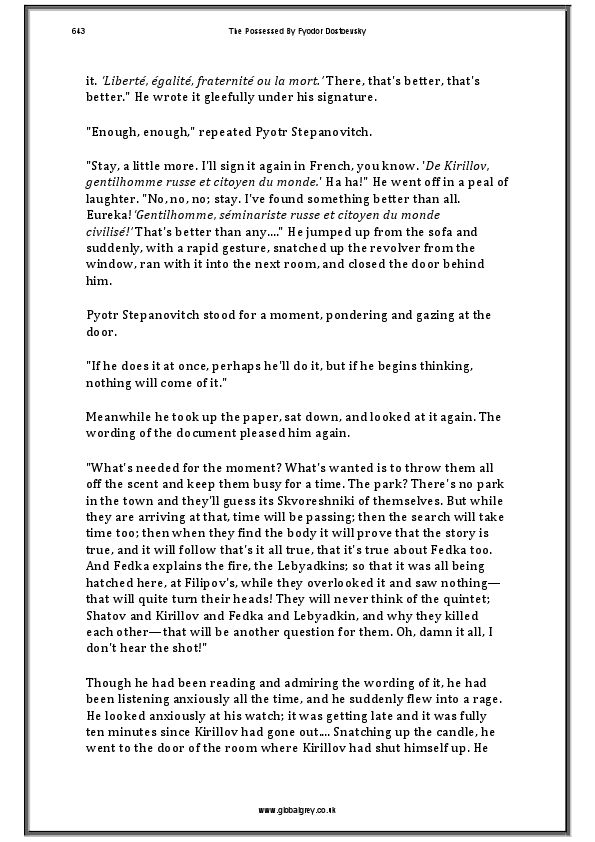 643
The Possessed By Fyodor Dostoevsky
it. 'Liberté, égalité, fraternité ou la mort.' There, that's better, that's
better." He wrote it gleefully under his signature.
"Enough, enough," repeated Pyotr Stepanovitch.
"Stay, a little more. I'll sign it again in French, you know. 'De Kirillov,
gentilhomme russe et citoyen du monde.' Ha ha!" He went off in a peal of
laughter. "No, no, no; stay. I've found something better than all.
Eureka! 'Gentilhomme, séminariste russe et citoyen du monde
civilisé!' That's better than any...." He jumped up from the sofa and
suddenly, with a rapid gesture, snatched up the revolver from the
window, ran with it into the next room, and closed the door behind
him.
Pyotr Stepanovitch stood for a moment, pondering and gazing at the
door.
"If he does it at once, perhaps he'll do it, but if he begins thinking,
nothing will come of it."
Meanwhile he took up the paper, sat down, and looked at it again. The
wording of the document pleased him again.
"What's needed for the moment? What's wanted is to throw them all
off the scent and keep them busy for a time. The park? There's no park
in the town and they'll guess its Skvoreshniki of themselves. But while
they are arriving at that, time will be passing; then the search will take
time too; then when they find the body it will prove that the story is
true, and it will follow that's it all true, that it's true about Fedka too.
And Fedka explains the fire, the Lebyadkins; so that it was all being
hatched here, at Filipov's, while they overlooked it and saw nothing—
that will quite turn their heads! They will never think of the quintet;
Shatov and Kirillov and Fedka and Lebyadkin, and why they killed
each other—that will be another question for them. Oh, damn it all, I
don't hear the shot!"
Though he had been reading and admiring the wording of it, he had
been listening anxiously all the time, and he suddenly flew into a rage.
He looked anxiously at his watch; it was getting late and it was fully
ten minutes since Kirillov had gone out.... Snatching up the candle, he
went to the door of the room where Kirillov had shut himself up. He
www.globalgrey.co.uk